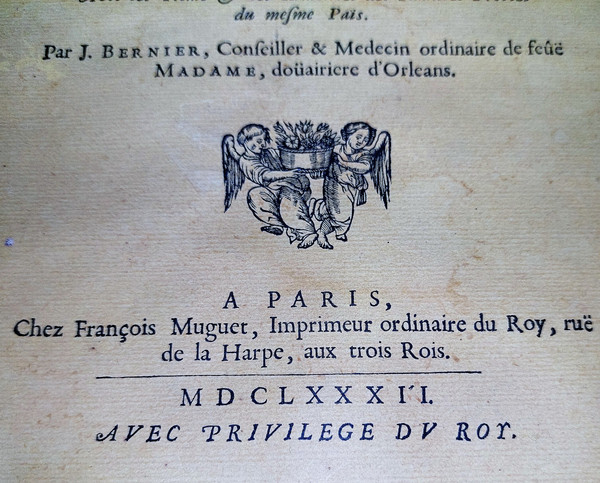 du meſme Païs.
Par J. BERNIER, Conſeiller & Medecin ordinaire de feûë
MADAME, doüairiere d'Orleans.
A PARIS,
Chez François Muguet, Imprimeur ordinaire du Roy, ruë
de la Harpe, aux trois Rois.
MDCLXXXII.
AVEC PRIVILEGE DV ROY.